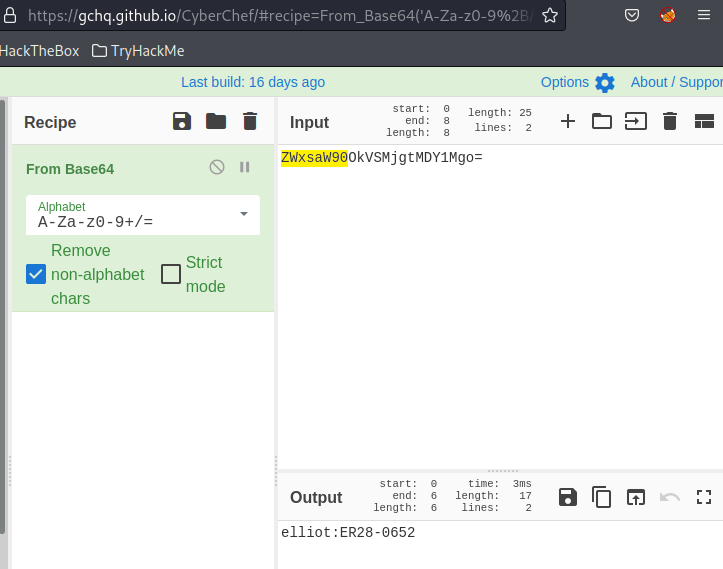 https://gchq.github.io/CyberChef/#recipe=From_Base64('A-Za-z0-9%2B/
HackTheBox TryHackMe
Last build: 16 days ago Options About / Suppor
Recipe
From Base64
Alphabet
A-Za-z0-9+/=
Remove
non-alphabet
chars
Strict
mode
Input
start: 0
end: 8
length: 8
length: 25
lines: 2
ZWxsaW90OkVSMjgtMDY1Mgo=
Output
start: 0
end: 6
length: 6
time: 3ms
length: 17
lines: 2
elliot:ER28-0652